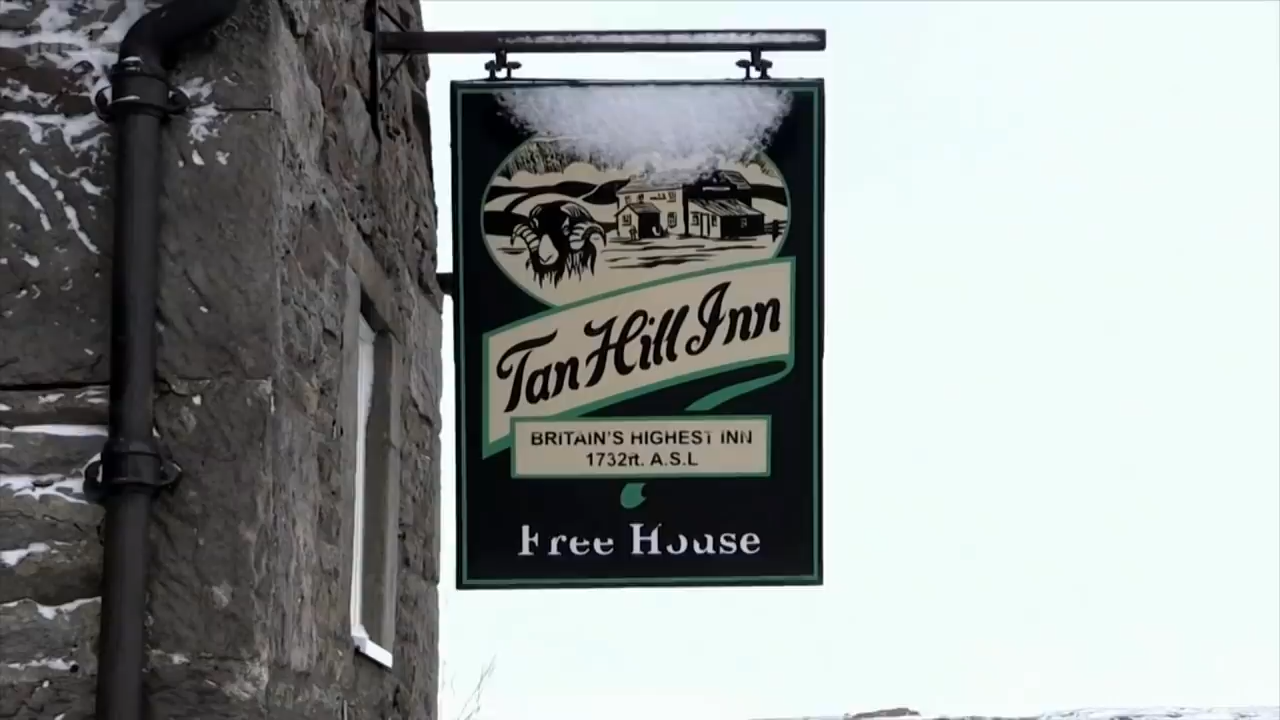 Tan Hill Inn
BRITAIN'S HIGHEST INN
1732ft. A.S.L
Free House